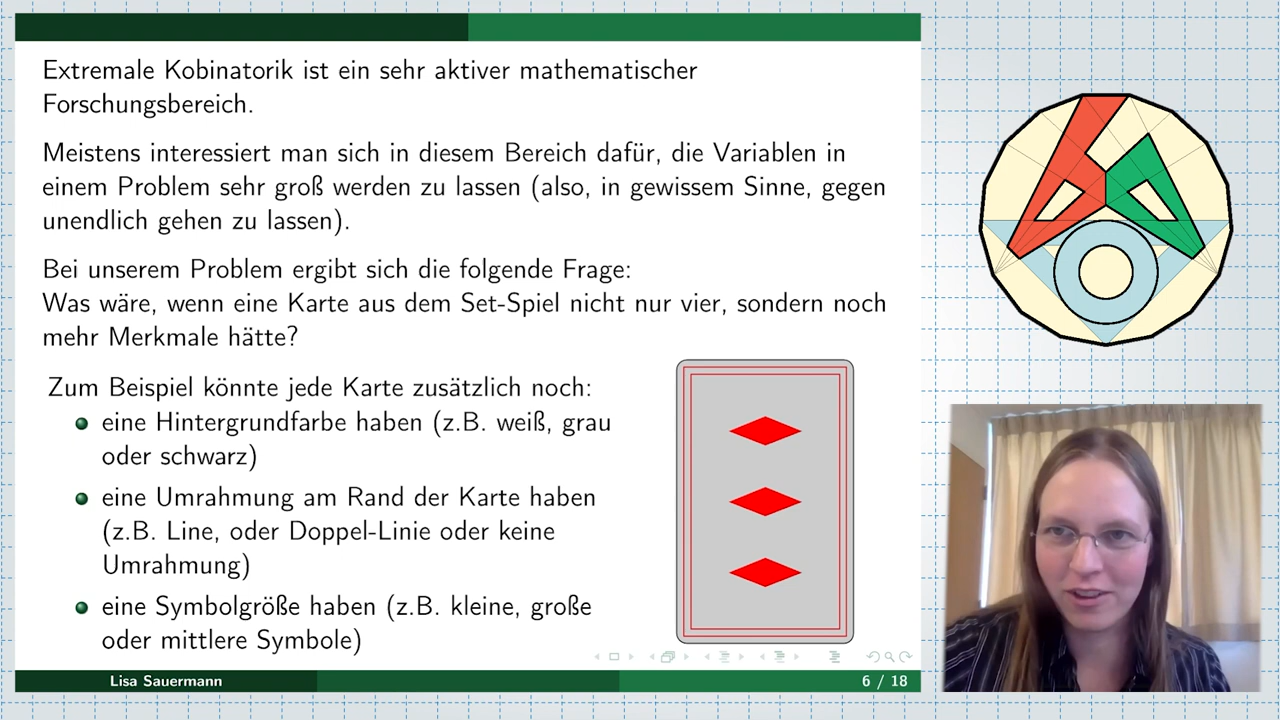 Extremale Kobinatorik ist ein sehr aktiver mathematischer
Forschungsbereich.
Meistens interessiert man sich in diesem Bereich dafür, die Variablen in
einem Problem sehr groß werden zu lassen (also, in gewissem Sinne, gegen
unendlich gehen zu lassen).
Bei unserem Problem ergibt sich die folgende Frage:
Was wäre, wenn eine Karte aus dem Set-Spiel nicht nur vier, sondern noch
mehr Merkmale hätte?
Zum Beispiel könnte jede Karte zusätzlich noch:
eine Hintergrundfarbe haben (z.B. weiß, grau
oder schwarz)
eine Umrahmung am Rand der Karte haben
(z.B. Line, oder Doppel-Linie oder keine
Umrahmung)
eine Symbolgröße haben (z.B. kleine, große
oder mittlere Symbole)
Lisa Sauermann
6 / 18